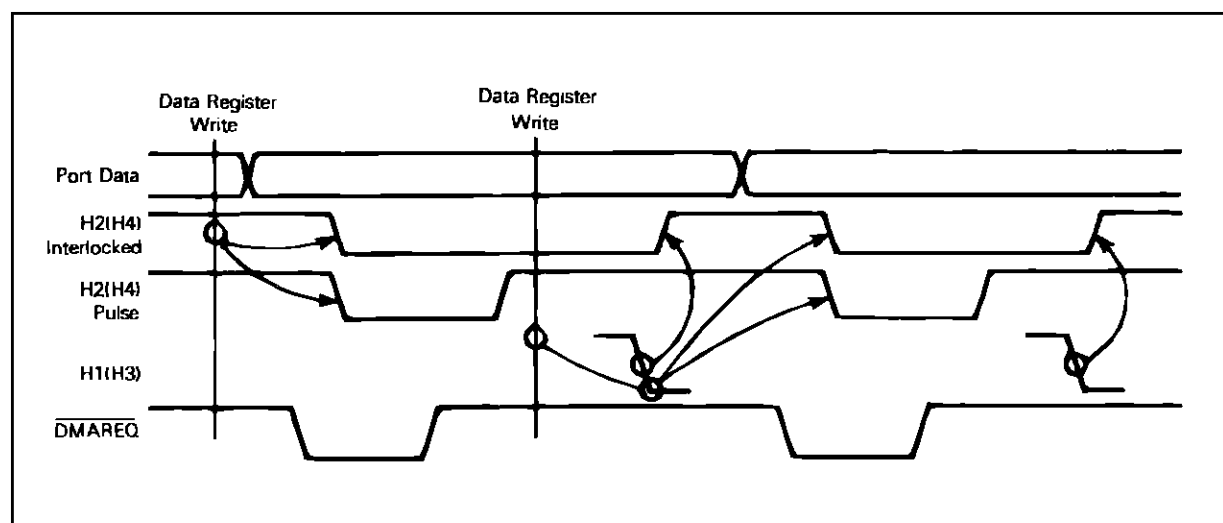 Data Register
Write
Data Register
Write
Port Data
H2(H4)
Interlocked
H2(H4)
Pulse
H1(H3)
DMAREQ